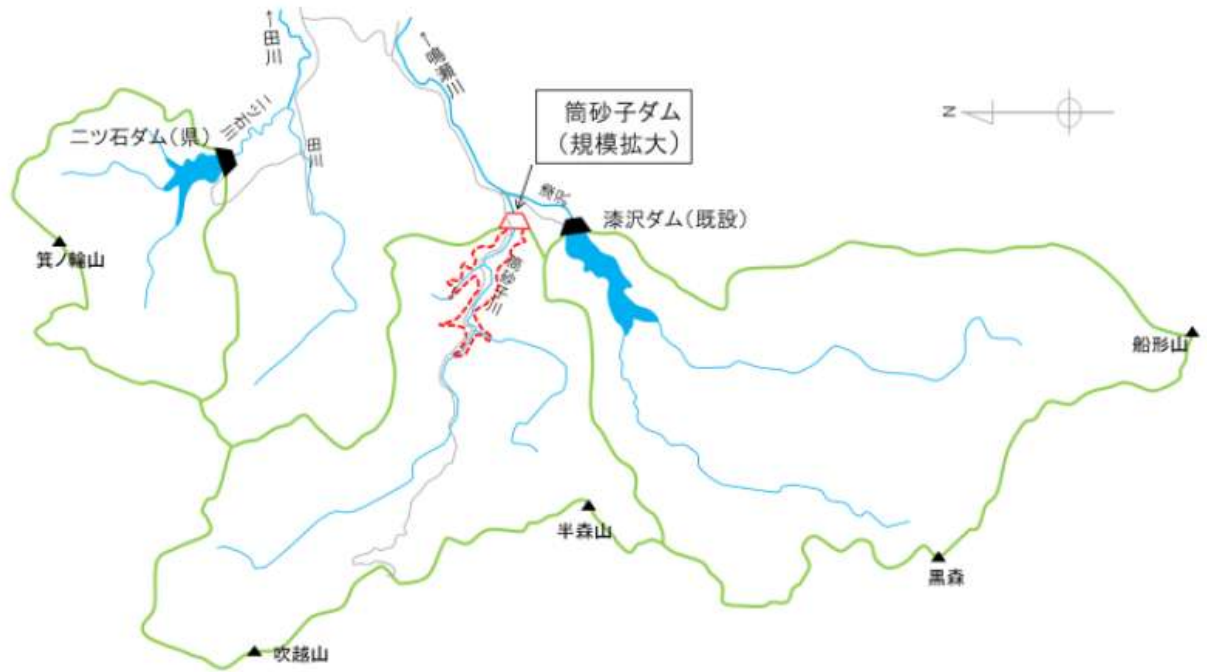 ←田川
←鳴瀬川
筒砂子ダム
(規模拡大)
N
二ツ石ダム(県)
二ツ石川
田川
漆沢ダム(既設)
筒砂子川
箕ノ輪山
船形山
半森山
黒森
吹越山